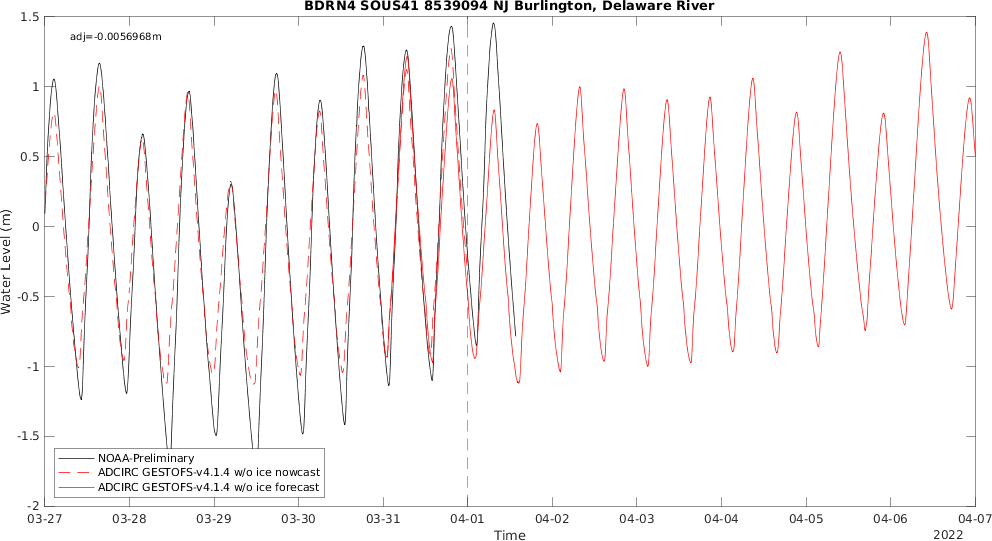 BDRN4 SOUS41 8539094 NJ Burlington, Delaware River
adj=-0.0056968m
1.5
1
0.5
0
-0.5
-1
-1.5
-2
Water Level (m)
NOAA-Preliminary
ADCIRC GESTOFS-v4.1.4 w/o ice nowcast
ADCIRC GESTOFS-v4.1.4 w/o ice forecast
03-27 03-28 03-29 03-30 03-31 04-01 04-02 04-03 04-04 04-05 04-06 04-07
Time
2022